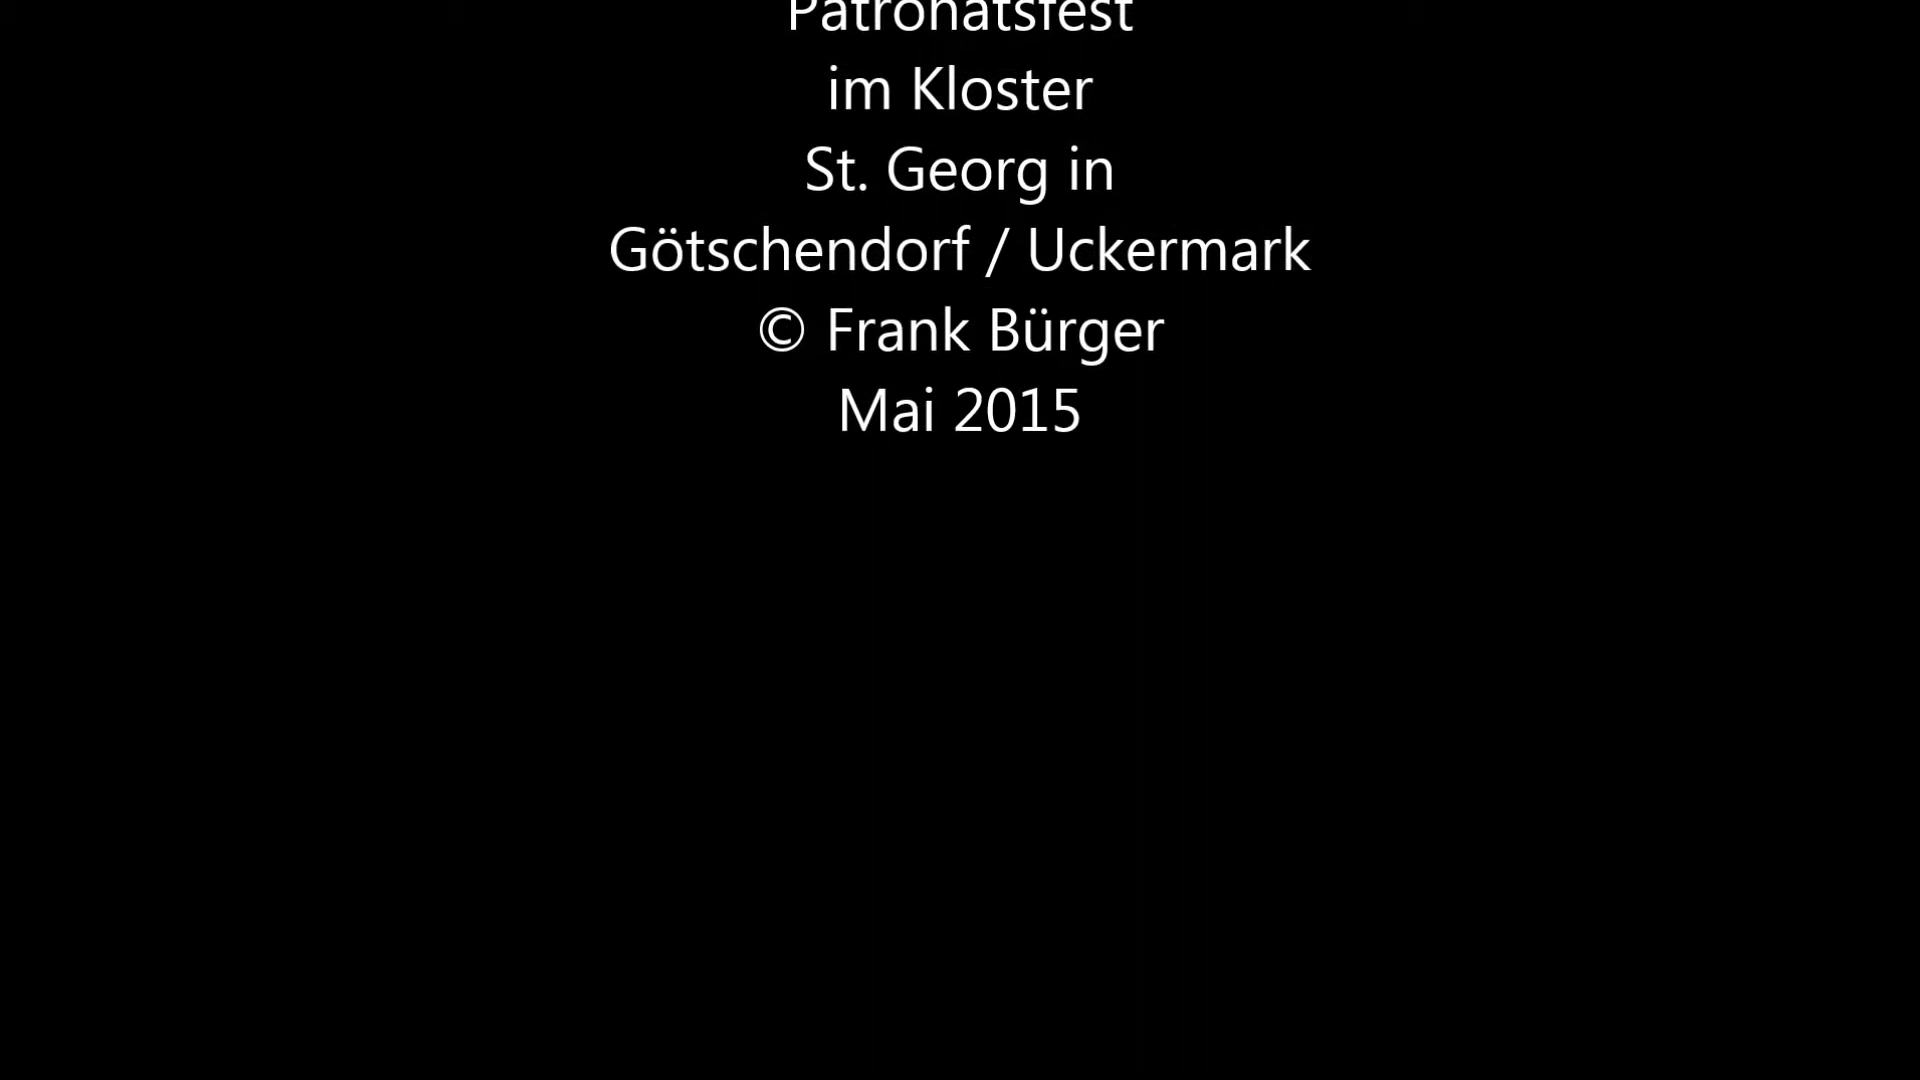 Patronatsfest
im Kloster
St. Georg in
Götschendorf / Uckermark
© Frank Bürger
Mai 2015